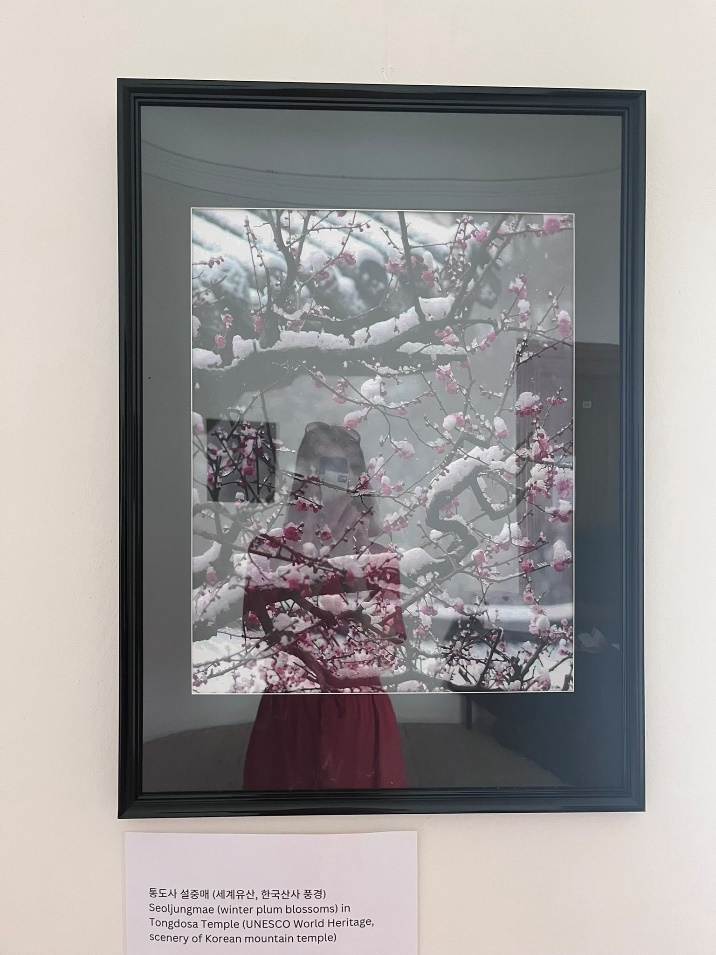 통도사 설중매 (세계유산, 한국산사 풍경)
Seoljungmae (winter plum blossoms) in
Tongdosa Temple (UNESCO World Heritage,
scenery of Korean mountain temple)